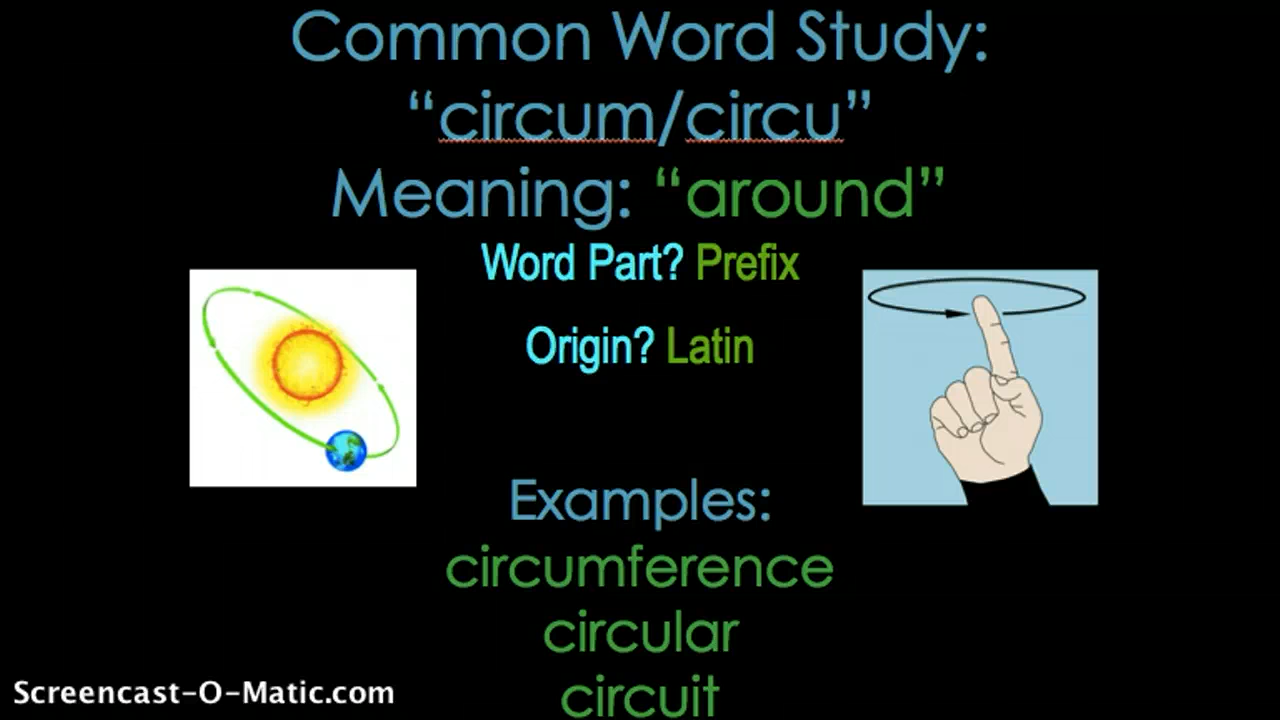 Common Word Study:
“circum/circu”
Meaning: “around”
Word Part? Prefix
Origin? Latin
Examples:
circumference
circular
circuit
Screencast-O-Matic.com